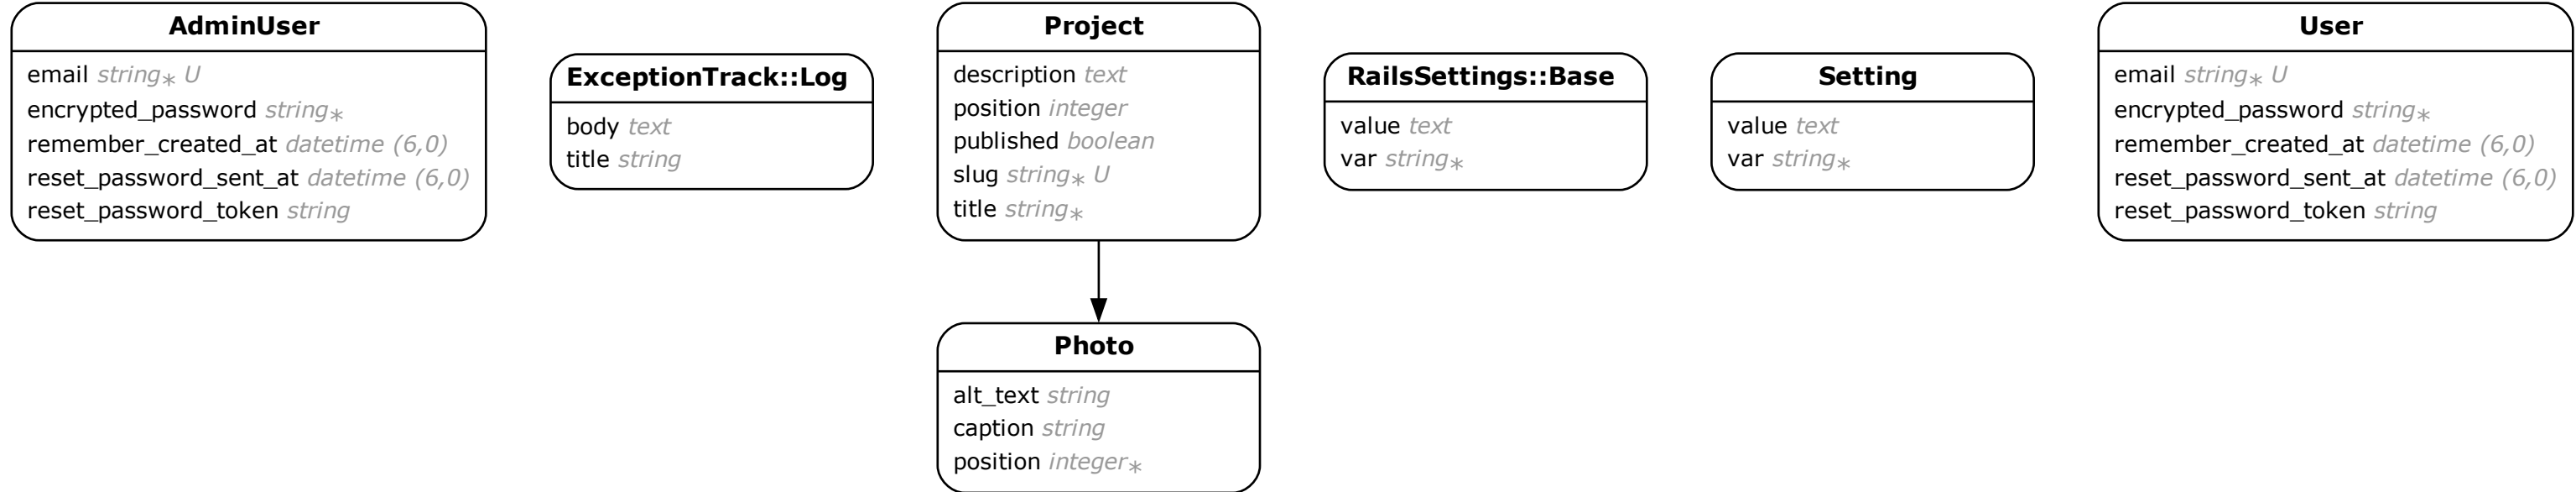 AdminUser
email string* U
encrypted_password string*
remember_created_at datetime (6,0)
reset_password_sent_at datetime (6,0)
reset_password_token string
ExceptionTrack::Log
body text
title string
Project
description text
position integer
published boolean
slug string* U
title string*
RailsSettings::Base
value text
var string*
Setting
value text
var string*
User
email string* U
encrypted_password string*
remember_created_at datetime (6,0)
reset_password_sent_at datetime (6,0)
reset_password_token string
Photo
alt_text string
caption string
position integer*